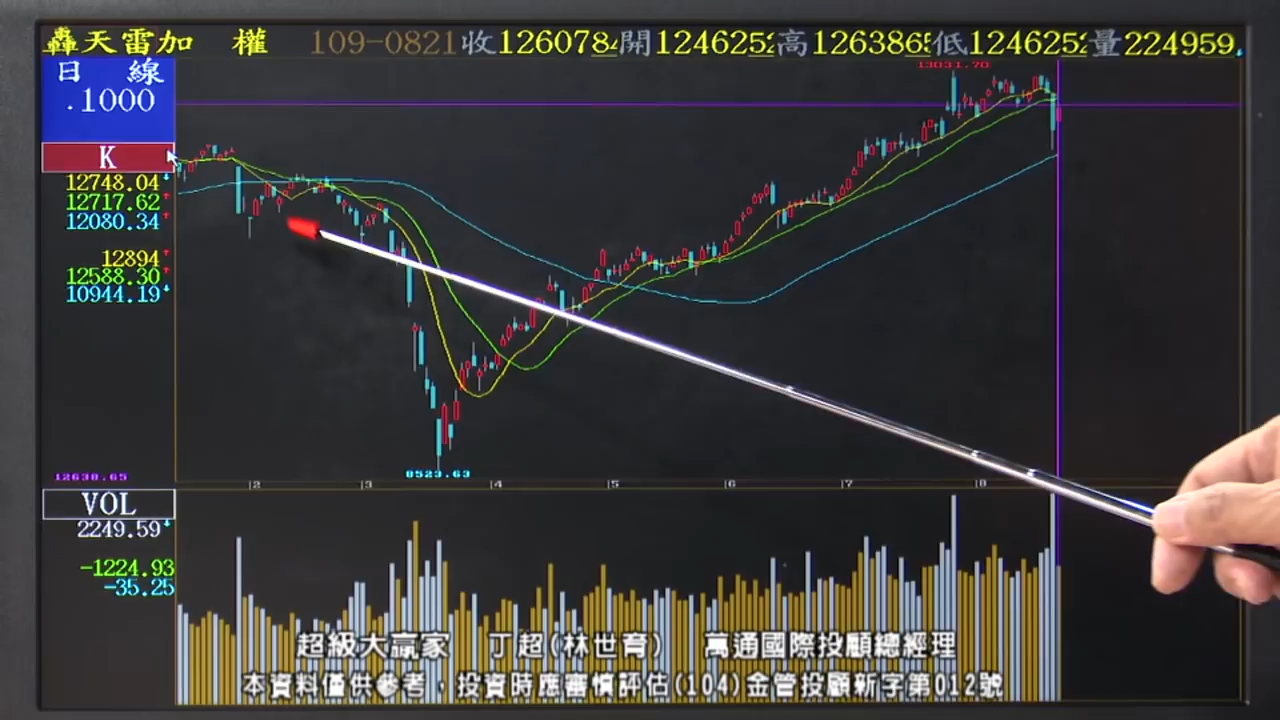 轟天雷加 權 109-0821收1260784開1246252高1263865低1246252量224959
日 線
.1000
K
12748.04
12717.62
12080.34
12894
12588.30
10944.19
13031.70
8523.63
12638.65
2 3 4 5 6 7 8
VOL
2249.59
-1224.93
-35.25
超級大贏家 丁超(林世育) 萬通國際投顧總經理
本資料僅供參考,投資時應審慎評估(104)金管投顧新字第012號